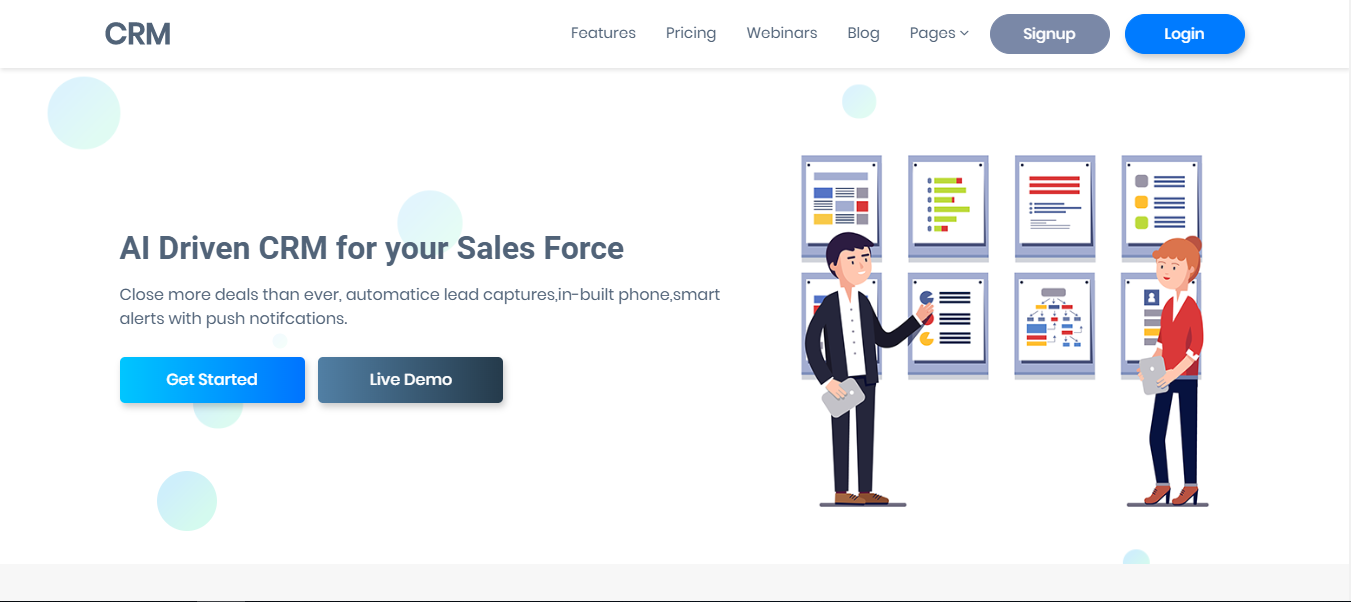 CRM
Features
Pricing
Webinars
Blog
Pages
Signup
Login
AI Driven CRM for your Sales Force
Close more deals than ever, automatice lead captures,in-built phone,smart
alerts with push notifcations.
Get Started
Live Demo